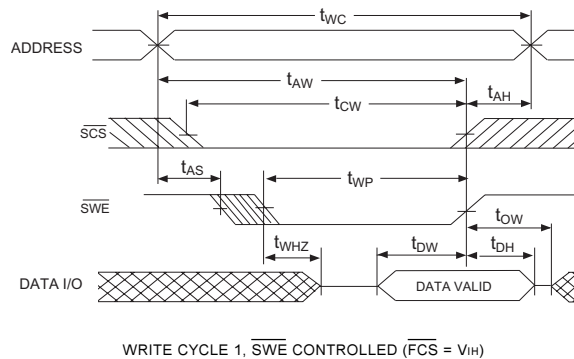 tWC
ADDRESS
tAW
tCW
tAH
SCS
tAS
tWP
SWE
tOW
tWHZ
tDW
tDH
DATA I/O
DATA VALID
WRITE CYCLE 1, SWE CONTROLLED (FCS = VIH)